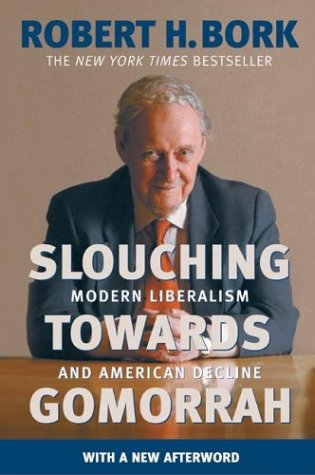 ROBERT H. BORK
THE NEW YORK TIMES BESTSELLER
SLOUCHING
MODERN LIBERALISM
TOWARDS
AND AMERICAN DECLINE
GOMORRAH
WITH A NEW AFTERWORD